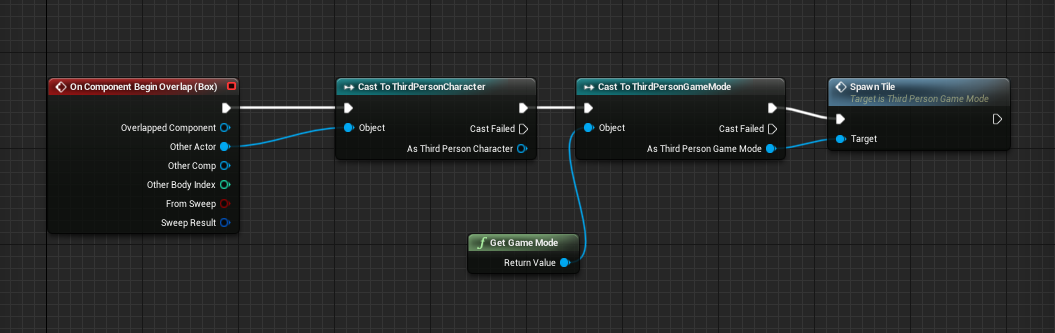 On Component Begin Overlap (Box)
Overlapped Component
Other Actor
Other Comp
Other Body Index
From Sweep
Sweep Result
Cast To ThirdPersonCharacter
Object
Cast Failed
As Third Person Character
Cast To ThirdPersonGameMode
Object
Cast Failed
As Third Person Game Mode
Spawn Tile
Target is Third Person Game Mode
Target
f Get Game Mode
Return Value